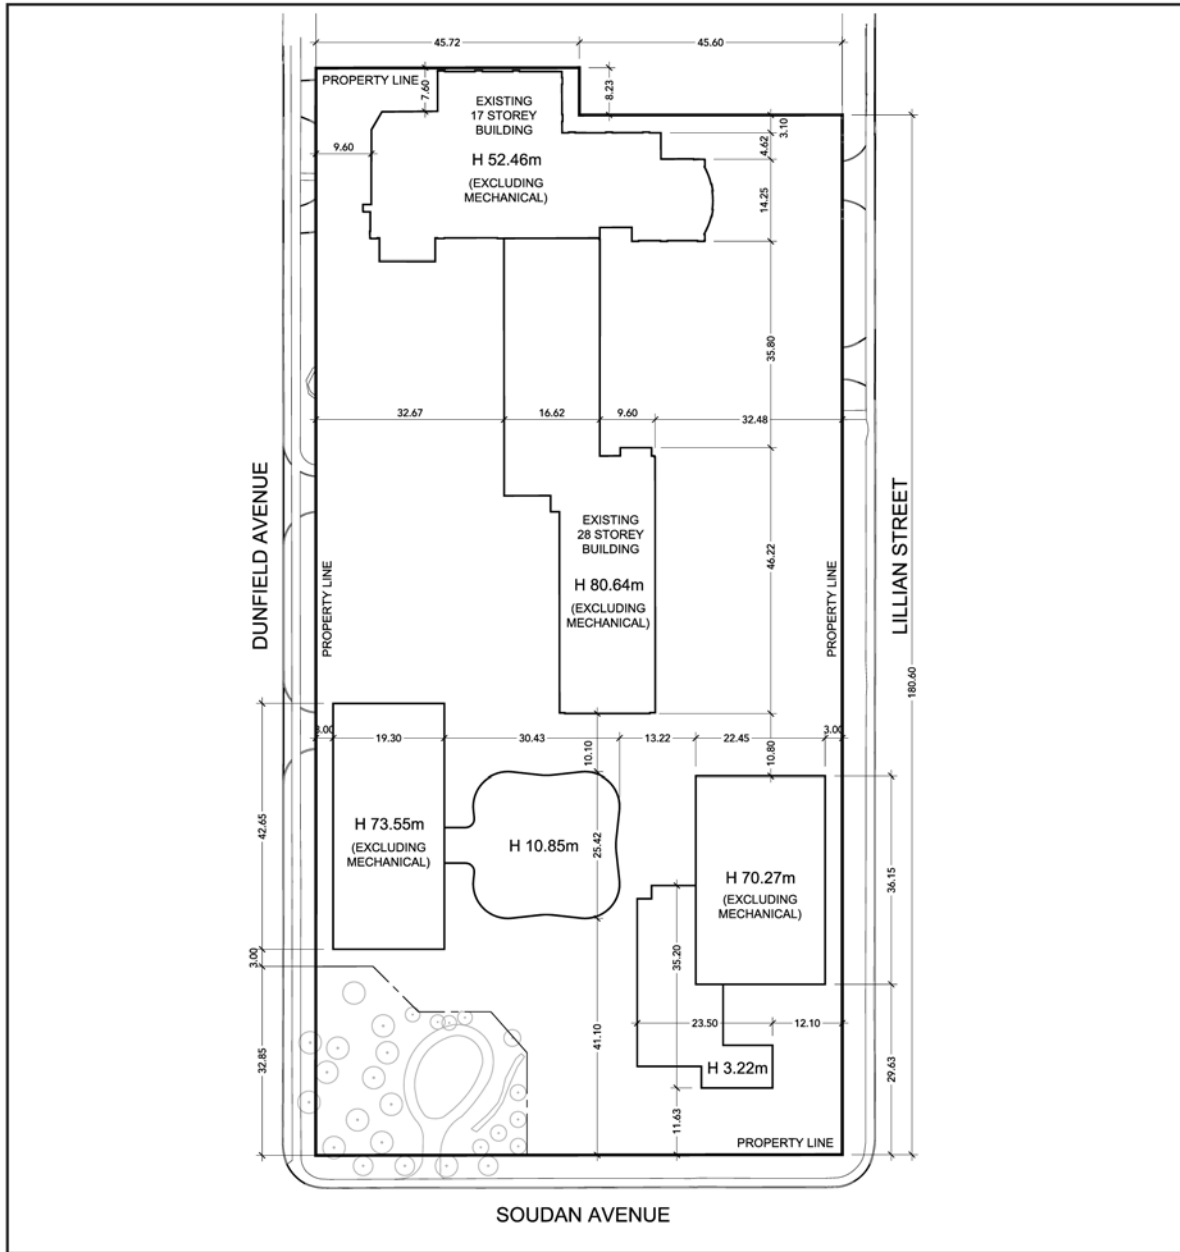 45.72
45.60
PROPERTY LINE
7.60
8.23
EXISTING
17 STOREY
BUILDING
H 52.46m
(EXCLUDING
MECHANICAL)
3.10
4.62
9.60
14.25
35.80
32.67
16.62
9.60
32.48
DUNFIELD AVENUE
PROPERTY LINE
EXISTING
28 STOREY
BUILDING
H 80.64m
(EXCLUDING
MECHANICAL)
46.22
PROPERTY LINE
LILLIAN STREET
180.60
3.00
19.30
30.43
10.10
13.22
22.45
10.80
3.00
42.65
H 73.55m
(EXCLUDING
MECHANICAL)
H 10.85m
25.42
H 70.27m
(EXCLUDING
MECHANICAL)
36.15
3.00
35.20
32.85
41.10
23.50
12.10
H 3.22m
29.63
11.63
PROPERTY LINE
SOUDAN AVENUE